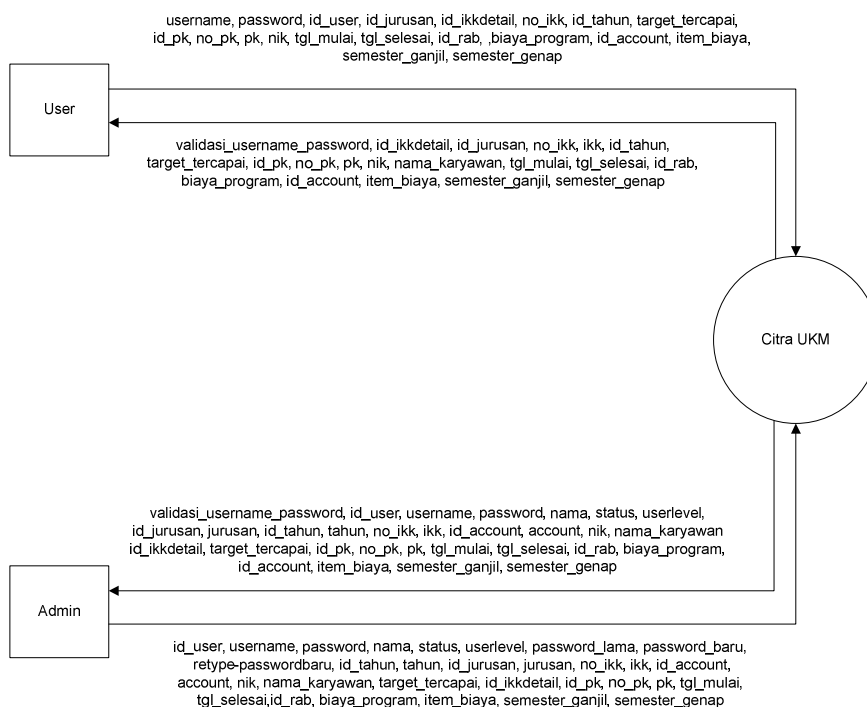 username, password, id_user, id_jurusan, id_ikkdetail, no_ikk, id_tahun, target_tercapai,
id_pk, no_pk, pk, nik, tgl_mulai, tgl_selesai, id_rab, ,biaya_program, id_account, item_biaya,
semester_ganjil, semester_genap
User
validasi_username_password, id_ikkdetail, id_jurusan, no_ikk, ikk, id_tahun,
target_tercapai, id_pk, no_pk, pk, nik, nama_karyawan, tgl_mulai, tgl_selesai, id_rab,
biaya_program, id_account, item_biaya, semester_ganjil, semester_genap
Citra UKM
validasi_username_password, id_user, username, password, nama, status, userlevel,
id_jurusan, jurusan, id_tahun, tahun, no_ikk, ikk, id_account, account, nik, nama_karyawan
id_ikkdetail, target_tercapai, id_pk, no_pk, pk, tgl_mulai, tgl_selesai, id_rab, biaya_program,
id_account, item_biaya, semester_ganjil, semester_genap
Admin
id_user, username, password, nama, status, userlevel, password_lama, password_baru,
retype-passwordbaru, id_tahun, tahun, id_jurusan, jurusan, no_ikk, ikk, id_account,
account, nik, nama_karyawan, target_tercapai, id_ikkdetail, id_pk, no_pk, pk, tgl_mulai,
tgl_selesai,id_rab, biaya_program, item_biaya, semester_ganjil, semester_genap